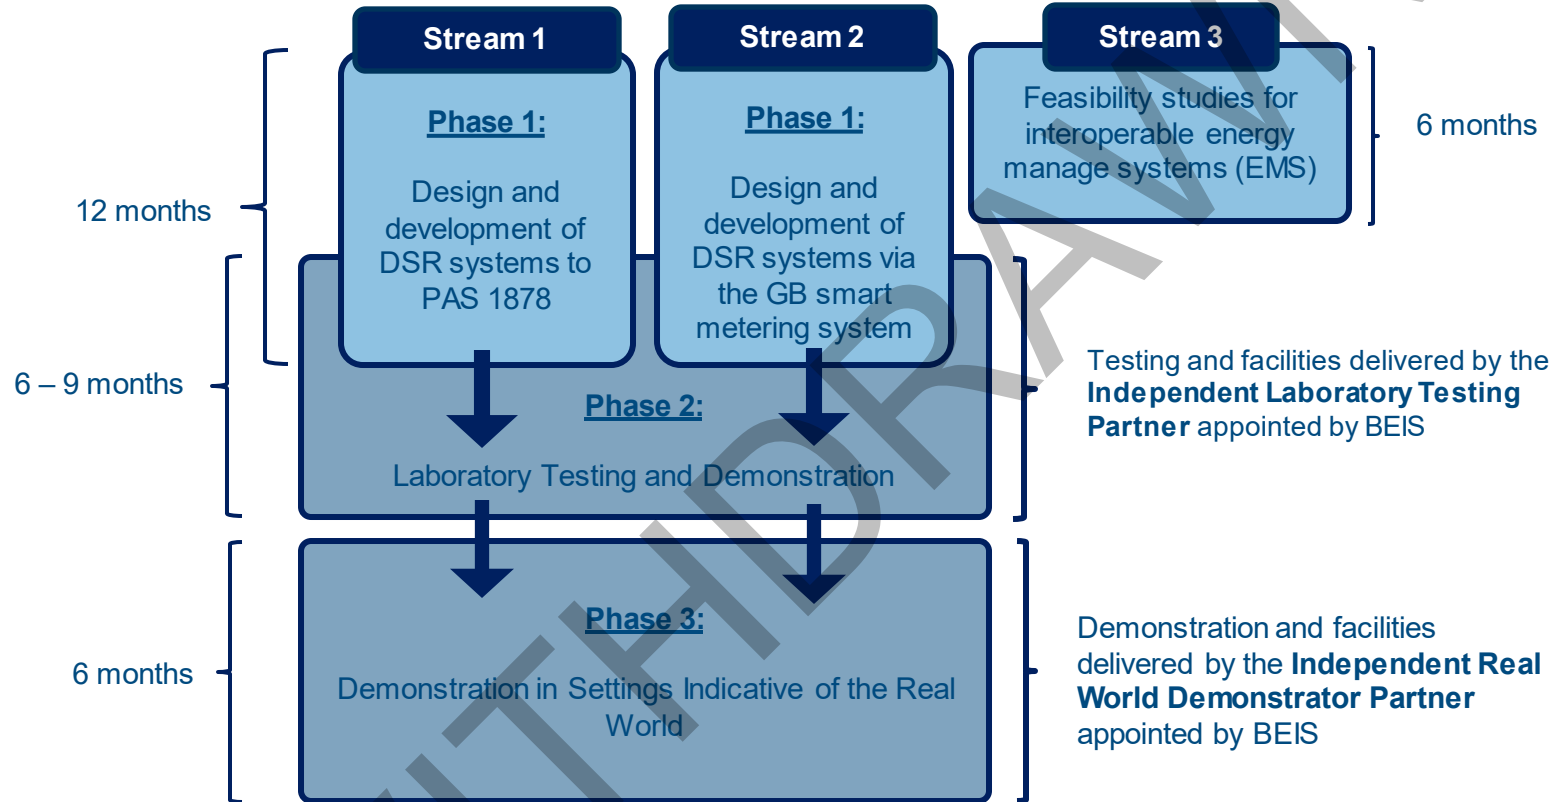 Stream 1
Stream 2
Stream 3
Phase 1:
Design and
development of
DSR systems to
PAS 1878
Phase 1:
Design and
development of
DSR systems via
the GB smart
metering system
Feasibility studies for
interoperable energy
manage systems (EMS)
6 months
12 months
6 – 9 months
Phase 2:
Laboratory Testing and Demonstration
Testing and facilities delivered by the
Independent Laboratory Testing
Partner appointed by BEIS
6 months
Phase 3:
Demonstration in Settings Indicative of the Real
World
Demonstration and facilities
delivered by the Independent Real
World Demonstrator Partner
appointed by BEIS
ITHDRAW